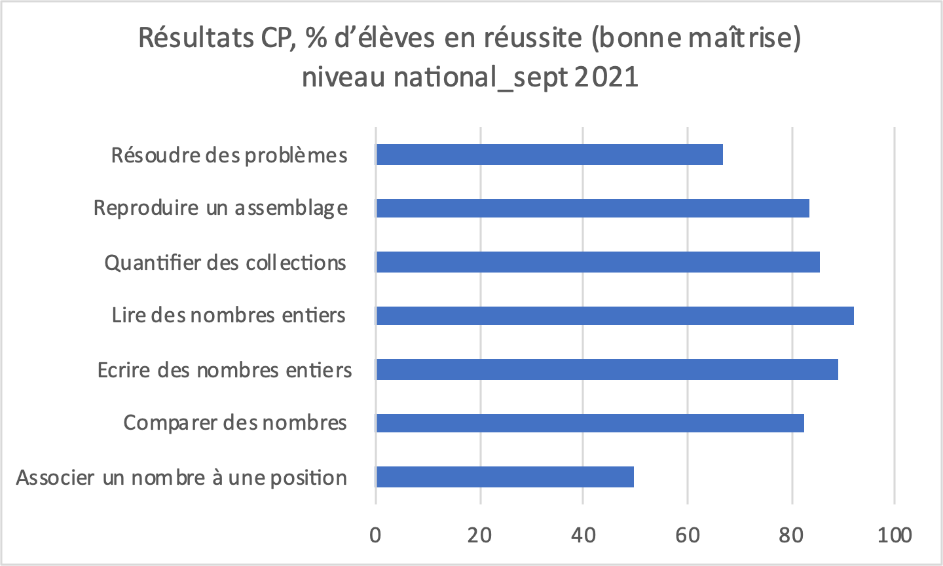 Résultats CP, % d’élèves en réussite (bonne maîtrise)
niveau national_sept 2021
Résoudre des problèmes
Reproduire un assemblage
Quantifier des collections
Lire des nombres entiers
Ecrire des nombres entiers
Comparer des nombres
Associer un nombre à une position
0 20 40 60 80 100